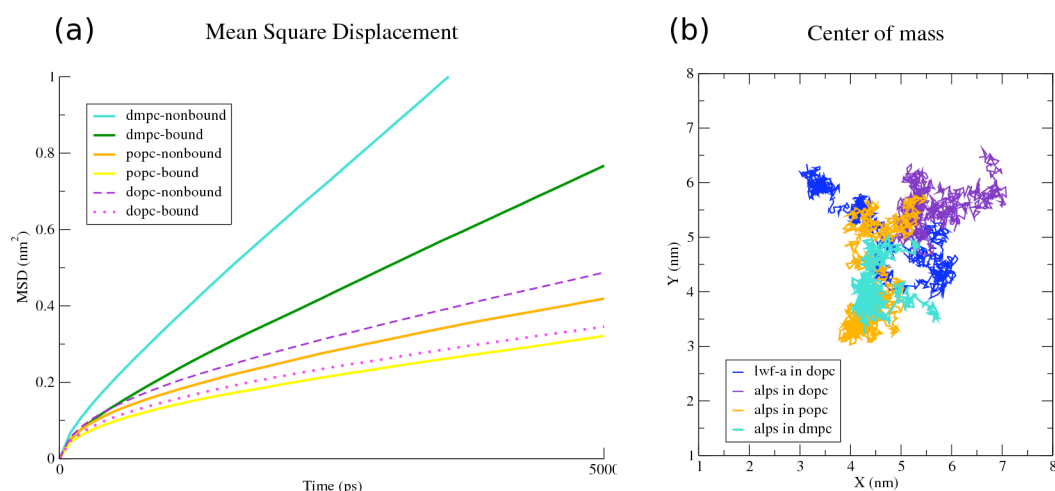 (a)
Mean Square Displacement
1
0.8
0.6
0.4
0.2
0
MSD (nm²)
dmpc-nonbound
dmpc-bound
popc-nonbound
popc-bound
dopc-nonbound
dopc-bound
0
5000
Time (ps)
(b)
Center of mass
8
7
6
5
4
3
2
1
Y (nm)
lwf-a in dopc
alps in dopc
alps in popc
alps in dmpc
1 2 3 4 5 6 7 8
X (nm)